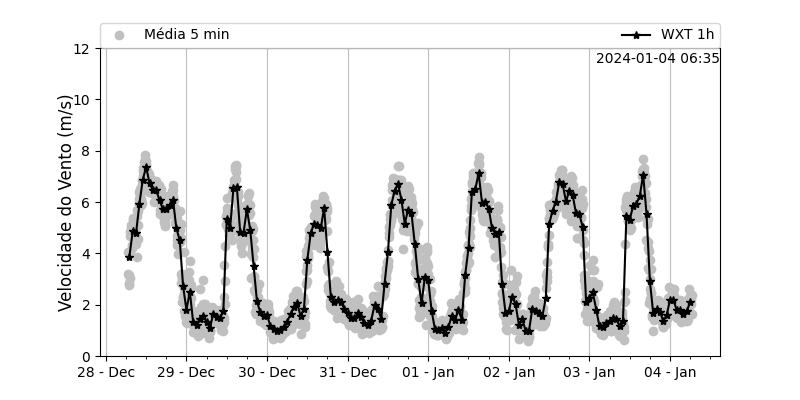 Média 5 min WXT 1h
2024-01-04 06:35
Velocidade do Vento (m/s)
12
10
8
6
4
2
0
28 - Dec 29 - Dec 30 - Dec 31 - Dec 01 - Jan 02 - Jan 03 - Jan 04 - Jan